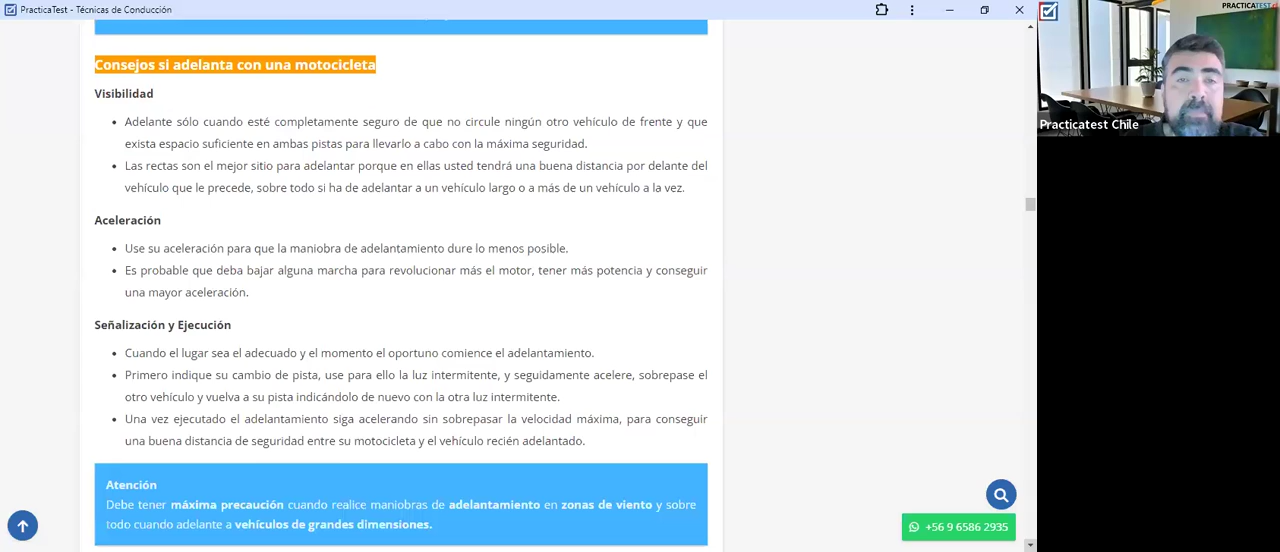 PracticaTest - Técnicas de Conducción
PRACTICATEST
Consejos si adelanta con una motocicleta
Visibilidad
• Adelante sólo cuando esté completamente seguro de que no circule ningún otro vehículo de frente y que
exista espacio suficiente en ambas pistas para llevarlo a cabo con la máxima seguridad.
• Las rectas son el mejor sitio para adelantar porque en ellas usted tendrá una buena distancia por delante del
vehículo que le precede, sobre todo si ha de adelantar a un vehículo largo o a más de un vehículo a la vez.
Practicatest Chile
Aceleración
• Use su aceleración para que la maniobra de adelantamiento dure lo menos posible.
• Es probable que deba bajar alguna marcha para revolucionar más el motor, tener más potencia y conseguir
una mayor aceleración.
Señalización y Ejecución
• Cuando el lugar sea el adecuado y el momento el oportuno comience el adelantamiento.
• Primero indique su cambio de pista, use para ello la luz intermitente, y seguidamente acelere, sobrepase el
otro vehículo y vuelva a su pista indicándolo de nuevo con la otra luz intermitente.
• Una vez ejecutado el adelantamiento siga acelerando sin sobrepasar la velocidad máxima, para conseguir
una buena distancia de seguridad entre su motocicleta y el vehículo recién adelantado.
Atención
Debe tener máxima precaución cuando realice maniobras de adelantamiento en zonas de viento y sobre
todo cuando adelante a vehículos de grandes dimensiones.
+56 9 6586 2935